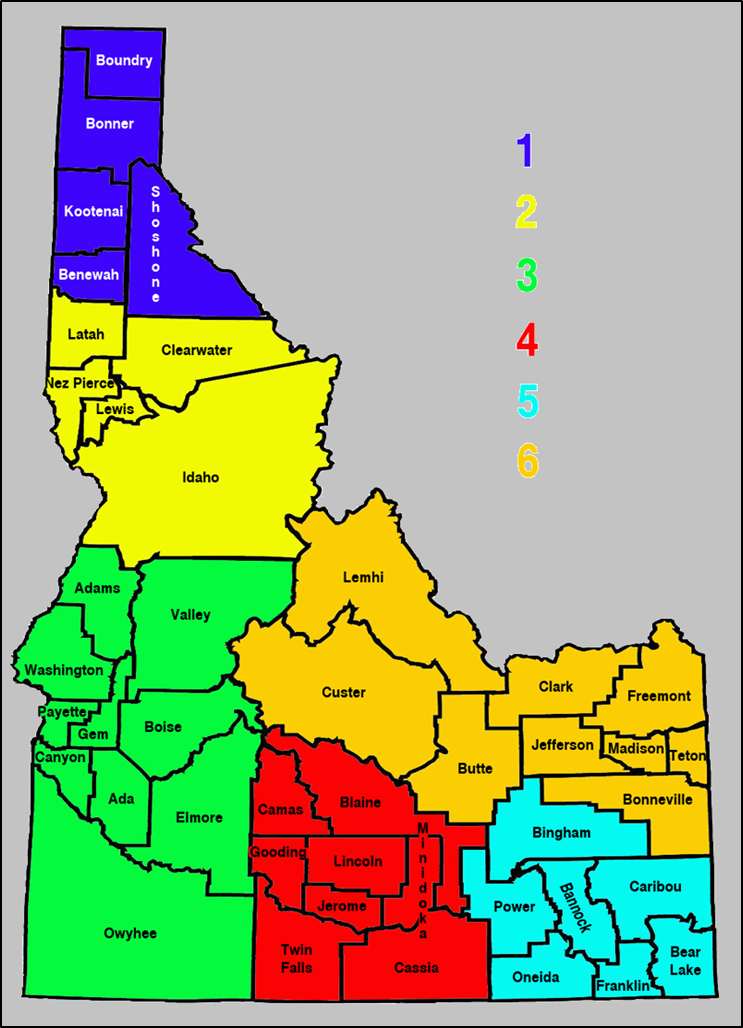 Boundry
Bonner
1
Shoshone
Kootenai
2
Benewah
3
Latah
4
Clearwater
Nez Pierce
5
Lewis
6
Idaho
Lemhi
Adams
Valley
Washington
Custer
Clark
Freemont
Payette
Gem
Boise
Jefferson
Madison
Teton
Canyon
Butte
Ada
Bonneville
Camas
Blaine
Elmore
Minidoka
Bingham
Gooding
Lincoln
Caribou
Jerome
Power
Bannock
Owyhee
Twin
Falls
Cassia
Oneida
Bear
Lake
Franklin